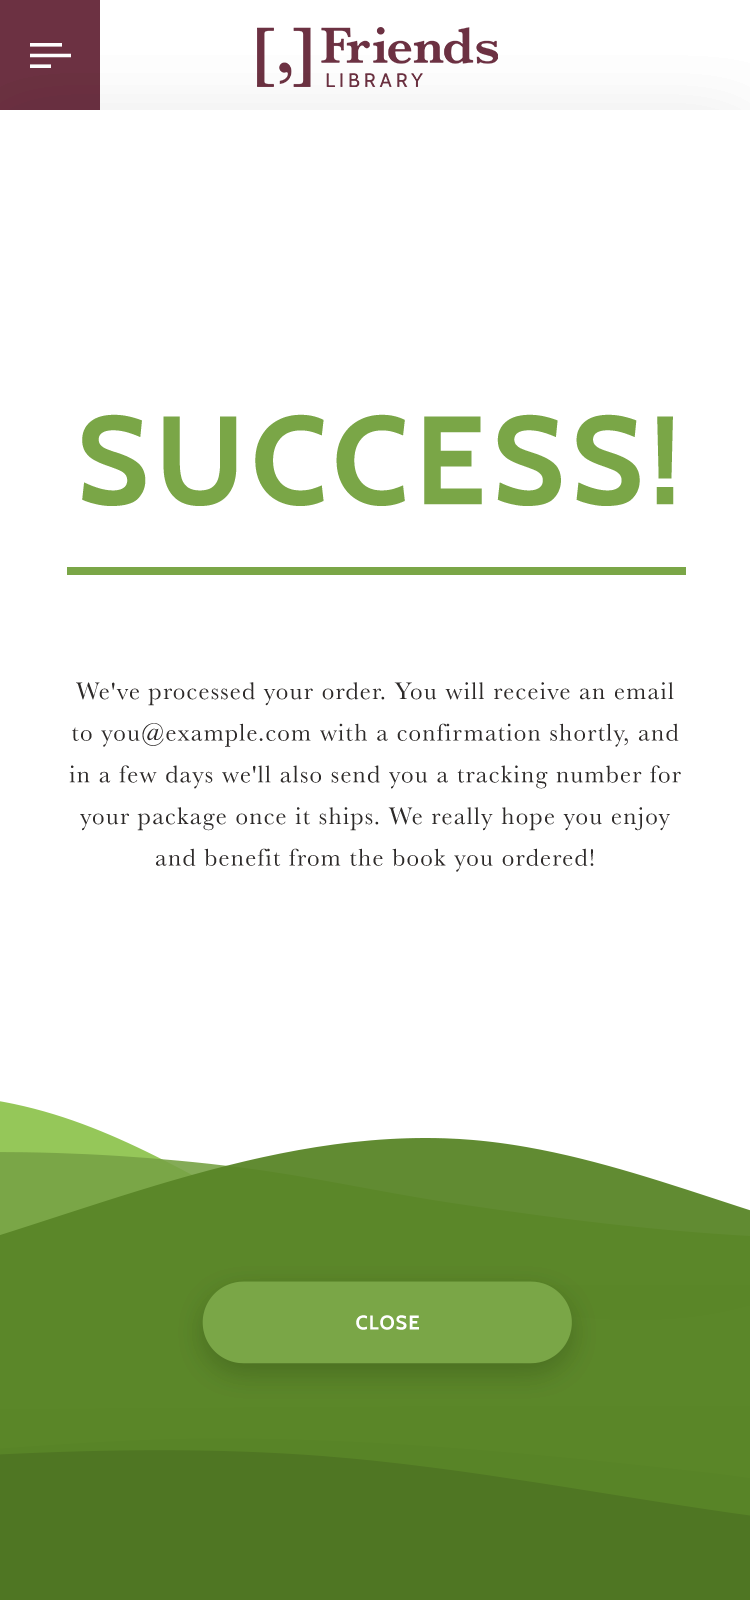 [,] Friends
LIBRARY
SUCCESS!
We've processed your order. You will receive an email
to you@example.com with a confirmation shortly, and
in a few days we'll also send you a tracking number for
your package once it ships. We really hope you enjoy
and benefit from the book you ordered!
CLOSE